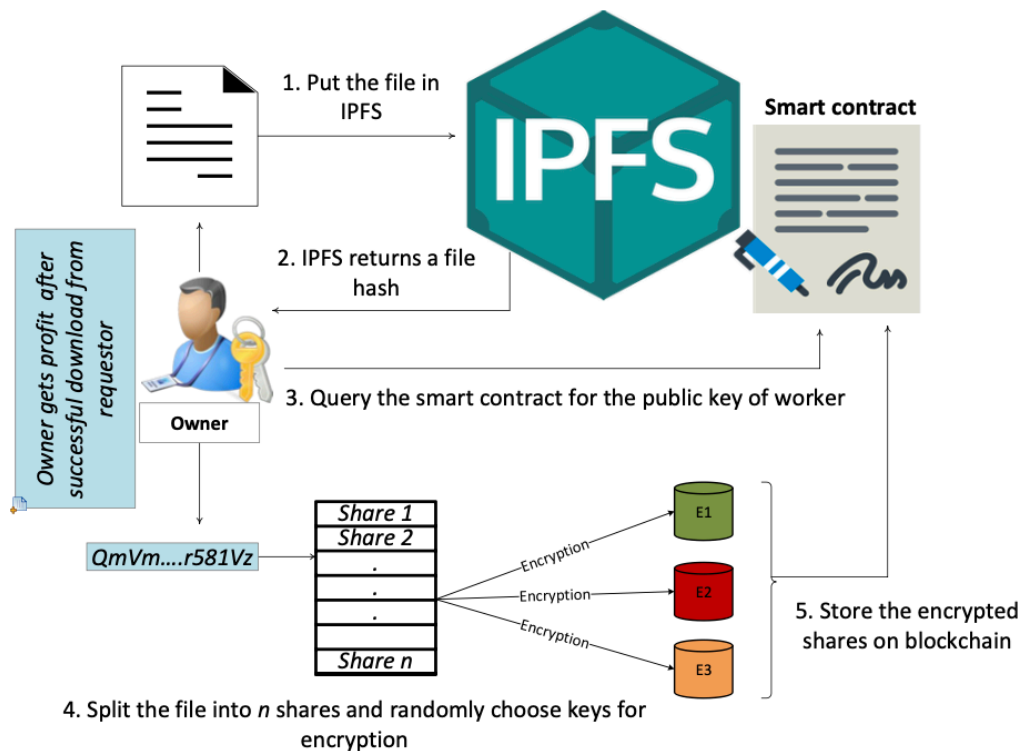 1. Put the file in
IPFS
IPFS
Smart contract
2. IPFS returns a file
hash
Owner gets profit after
successful download from
requestor
3. Query the smart contract for the public key of worker
Owner
QmVm....r581Vz
Share 1
Share 2
.
.
.
Share n
Encryption
Encryption
Encryption
E1
E2
E3
5. Store the encrypted
shares on blockchain
4. Split the file into n shares and randomly choose keys for
encryption